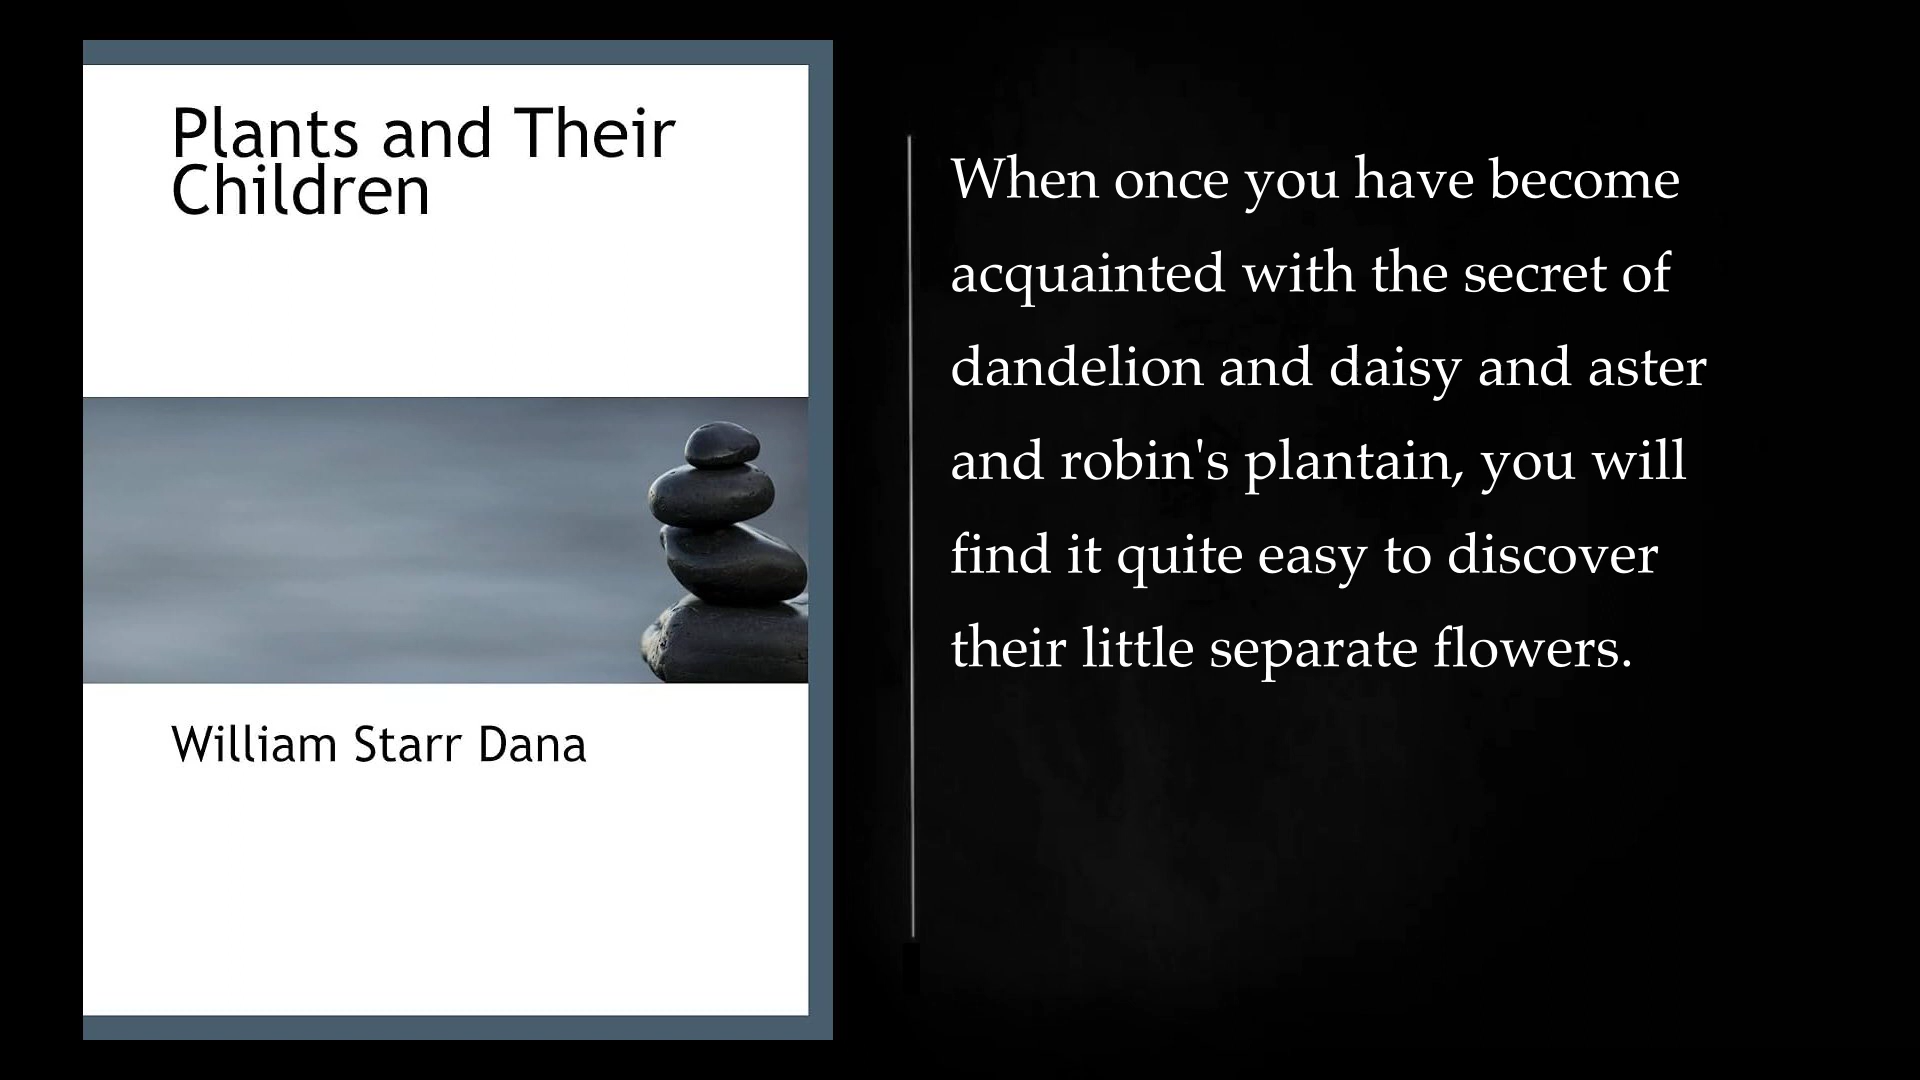 Plants and Their
Children
William Starr Dana
When once you have become
acquainted with the secret of
dandelion and daisy and aster
and robin's plantain, you will
find it quite easy to discover
their little separate flowers.